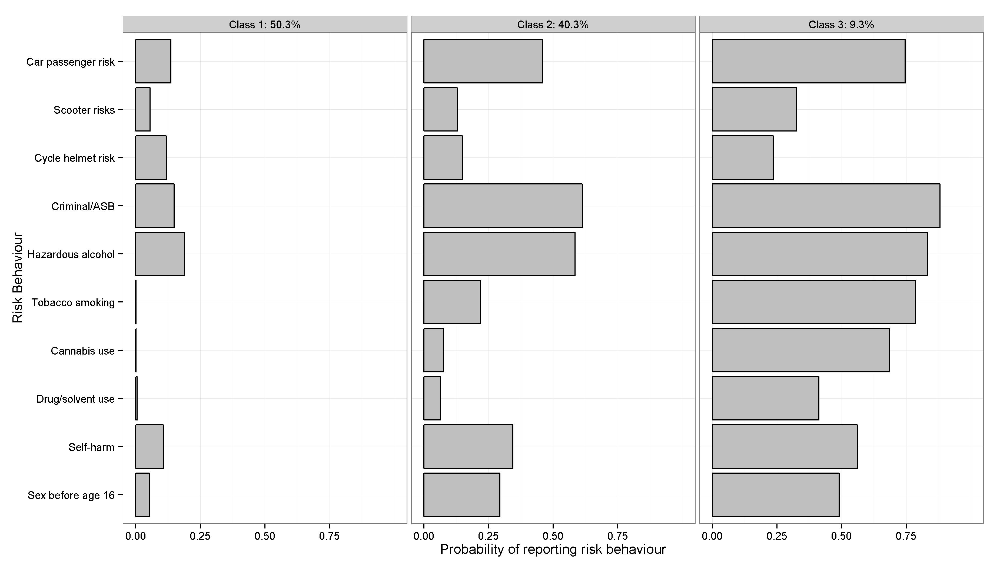 Class 1: 50.3%
Class 2: 40.3%
Class 3: 9.3%
Risk Behaviour
Car passenger risk
Scooter risks
Cycle helmet risk
Criminal/ASB
Hazardous alcohol
Tobacco smoking
Cannabis use
Drug/solvent use
Self-harm
Sex before age 16
0.00 0.25 0.50 0.75
0.00 0.25 0.50 0.75
0.00 0.25 0.50 0.75
Probability of reporting risk behaviour